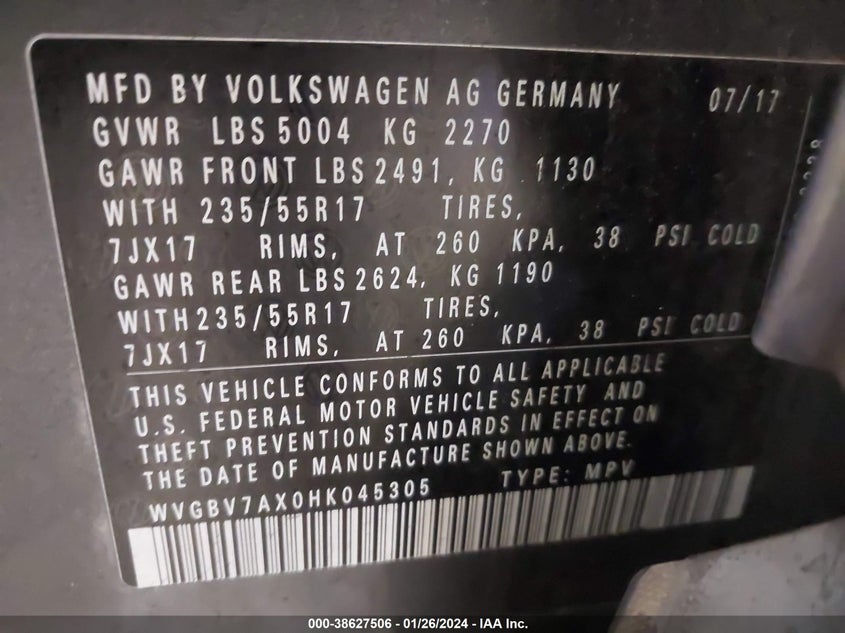 MFD BY VOLKSWAGEN AG GERMANY 07/17
GVWR LBS 5004 KG 2270
GAWR FRONT LBS 2491, KG 1130
WITH 235/55R17 TIRES,
7JX17 RIMS, AT 260 KPA, 38 PSI COLD
GAWR REAR LBS 2624, KG 1190
WITH 235/55R17 TIRES,
7JX17 RIMS, AT 260 KPA, 38 PSI COLD
THIS VEHICLE CONFORMS TO ALL APPLICABLE
U.S. FEDERAL MOTOR VEHICLE SAFETY AND
THEFT PREVENTION STANDARDS IN EFFECT ON
THE DATE OF MANUFACTURE SHOWN ABOVE.
WVGBV7AX0HK045305 TYPE: MPV
000-38627506 - 01/26/2024 - IAA Inc.